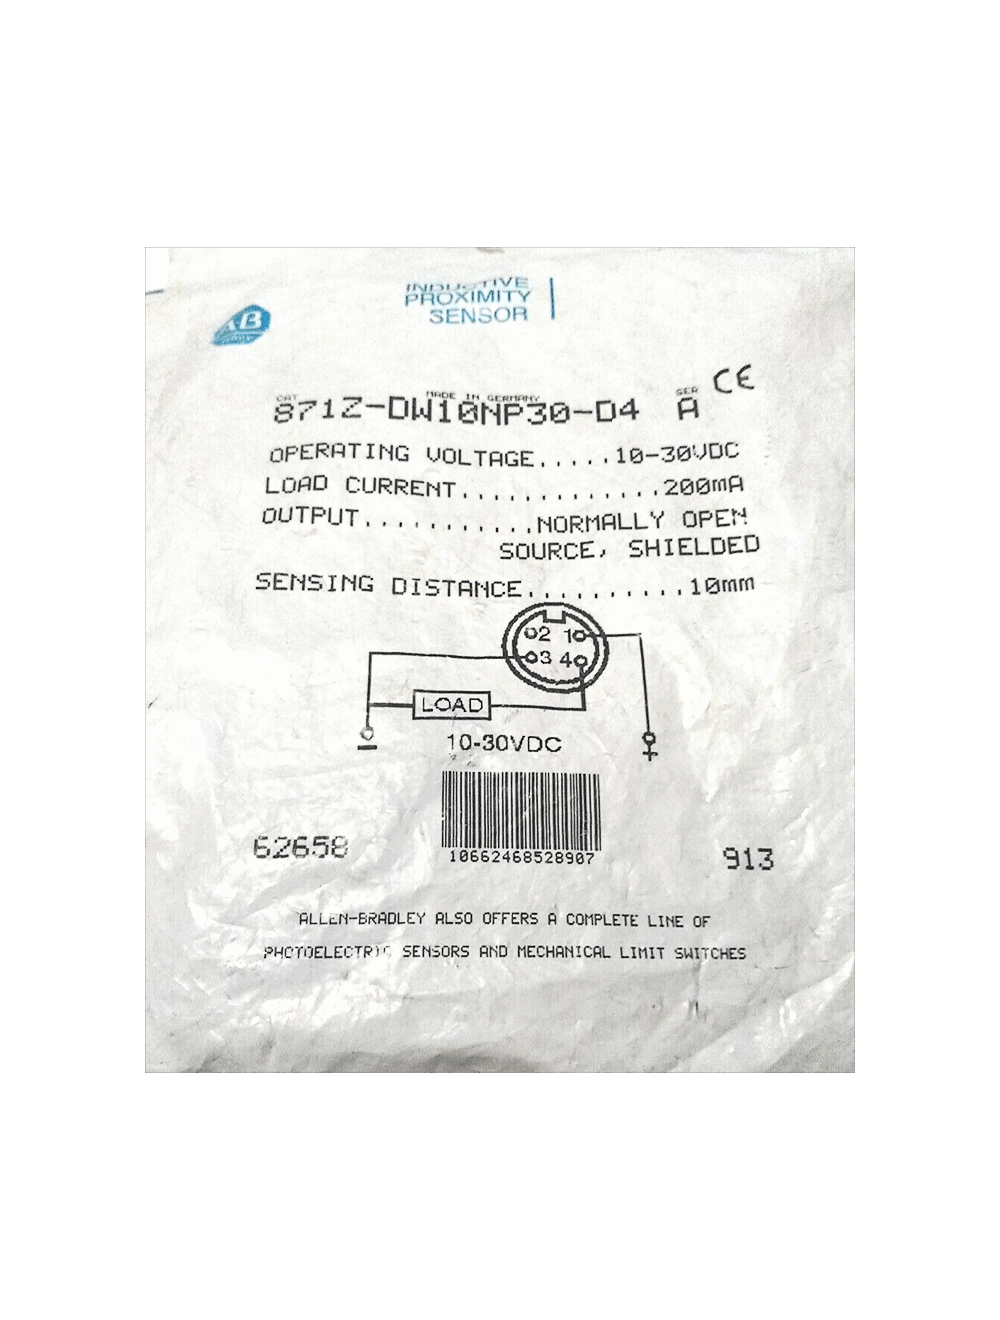 INDUCTIVE
PROXIMITY
SENSOR
AB
CE
MADE IN GERMANY
CAT
SER
871Z-DW10NP30-D4 A
OPERATING VOLTAGE.....10-30VDC
LOAD CURRENT.............200mA
OUTPUT...........NORMALLY OPEN
SOURCE, SHIELDED
SENSING DISTANCE..........10mm
2 1
3 4
LOAD
10-30VDC
- +
62658
10662468528907
913
ALLEN-BRADLEY ALSO OFFERS A COMPLETE LINE OF
PHOTOELECTRIC SENSORS AND MECHANICAL LIMIT SWITCHES